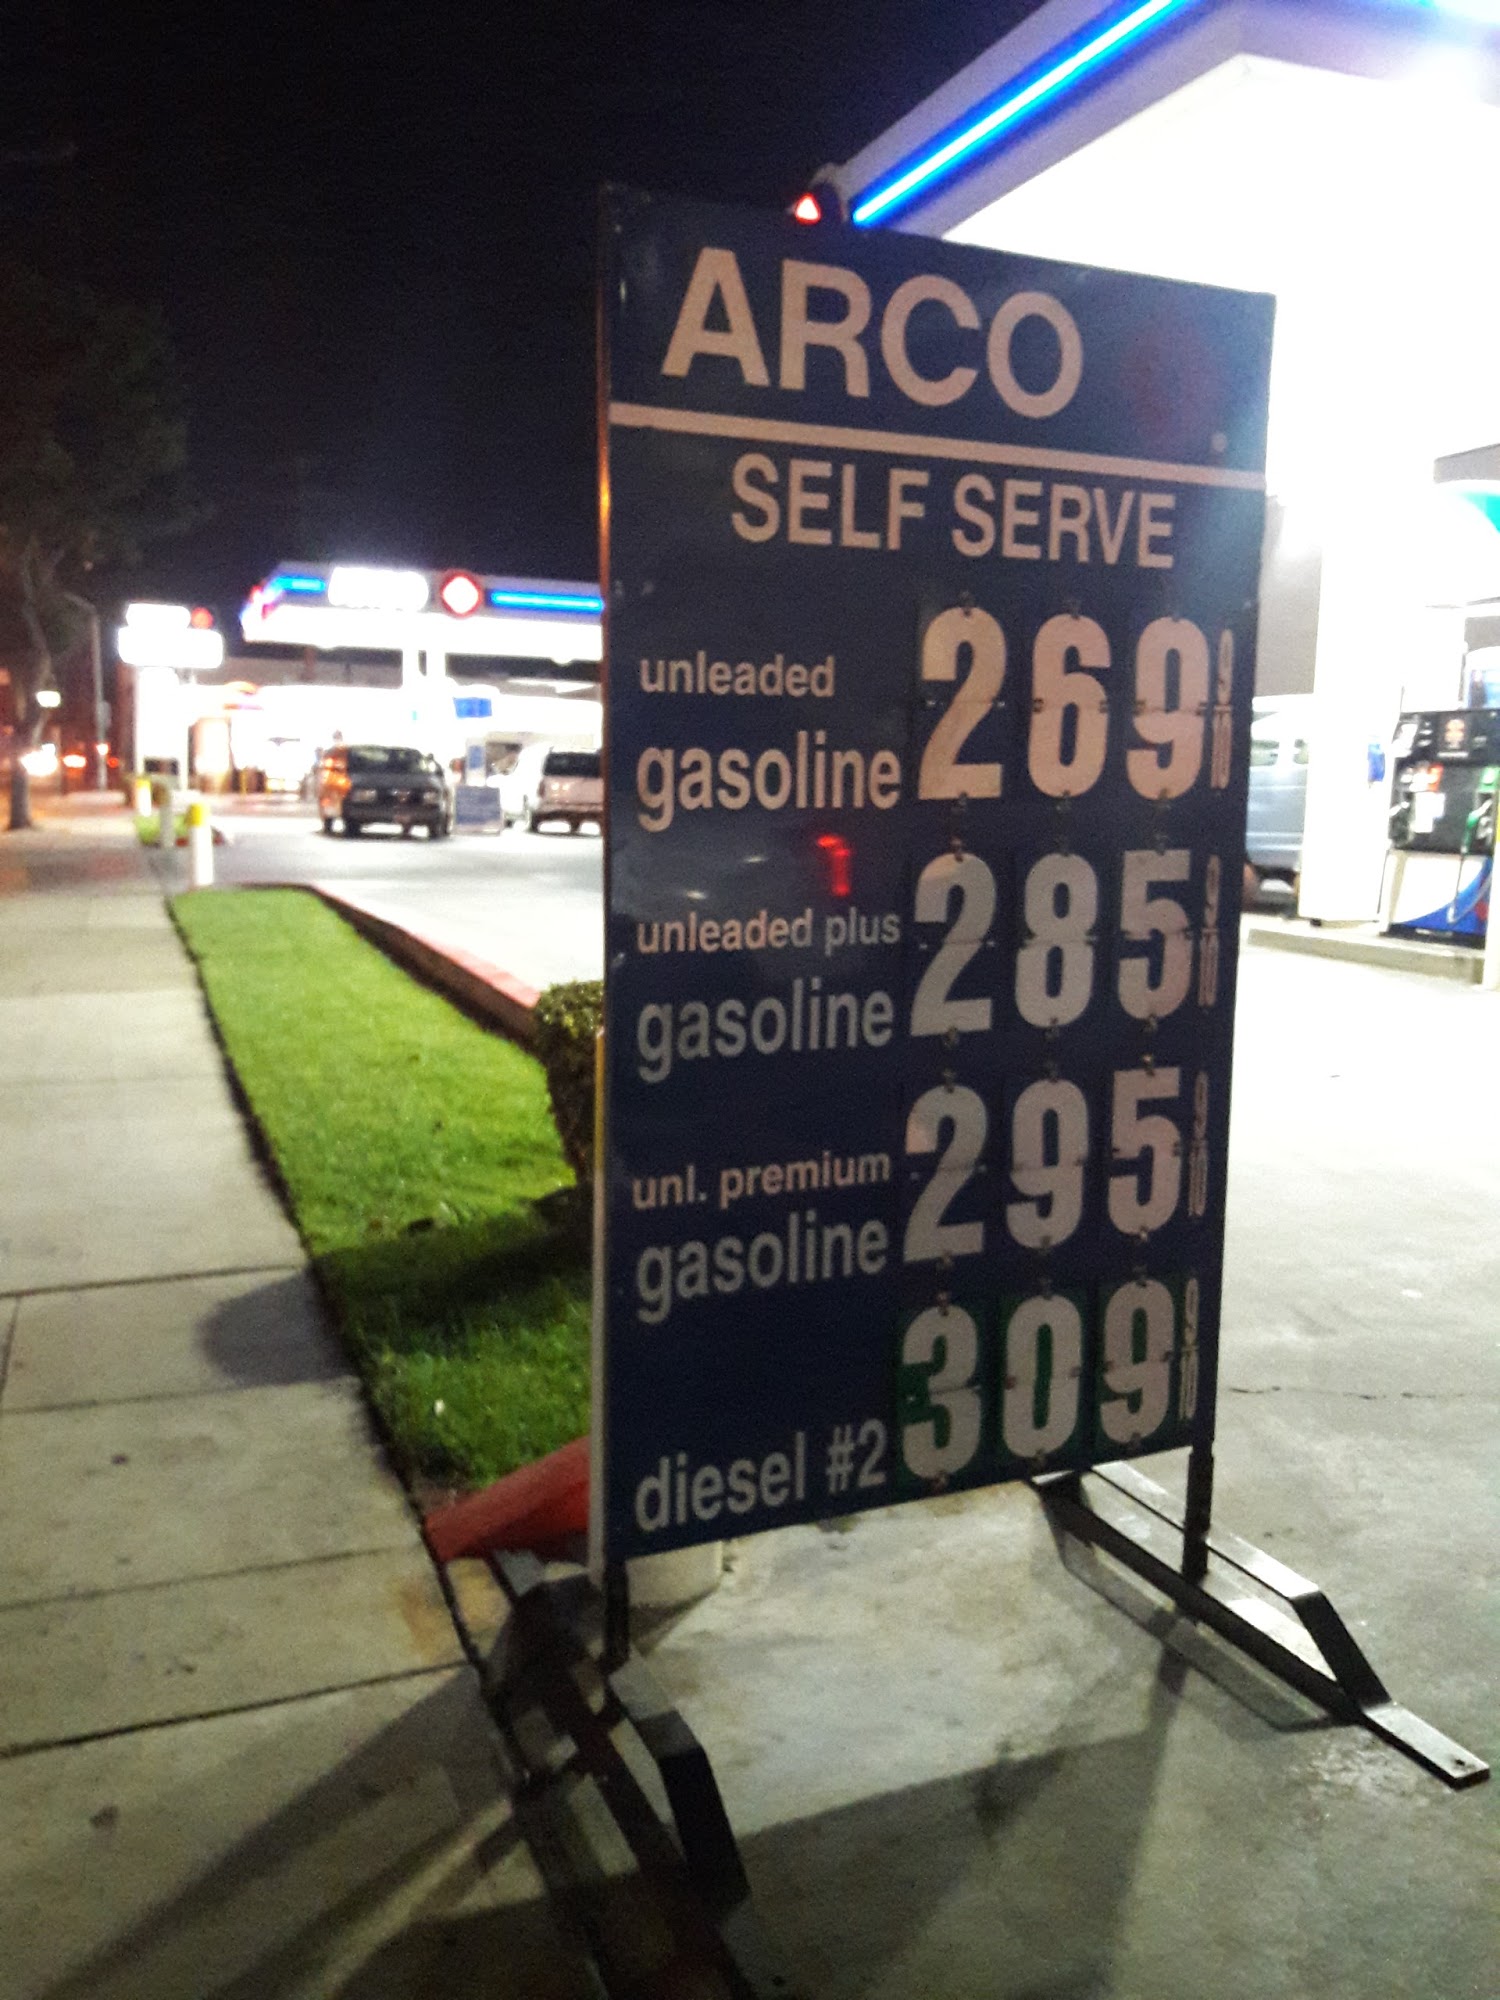 ARCO
SELF SERVE
unleaded
gasoline 269 9/10
unleaded plus
gasoline 285 9/10
unl. premium
gasoline 295 9/10
diesel #2 309 9/10